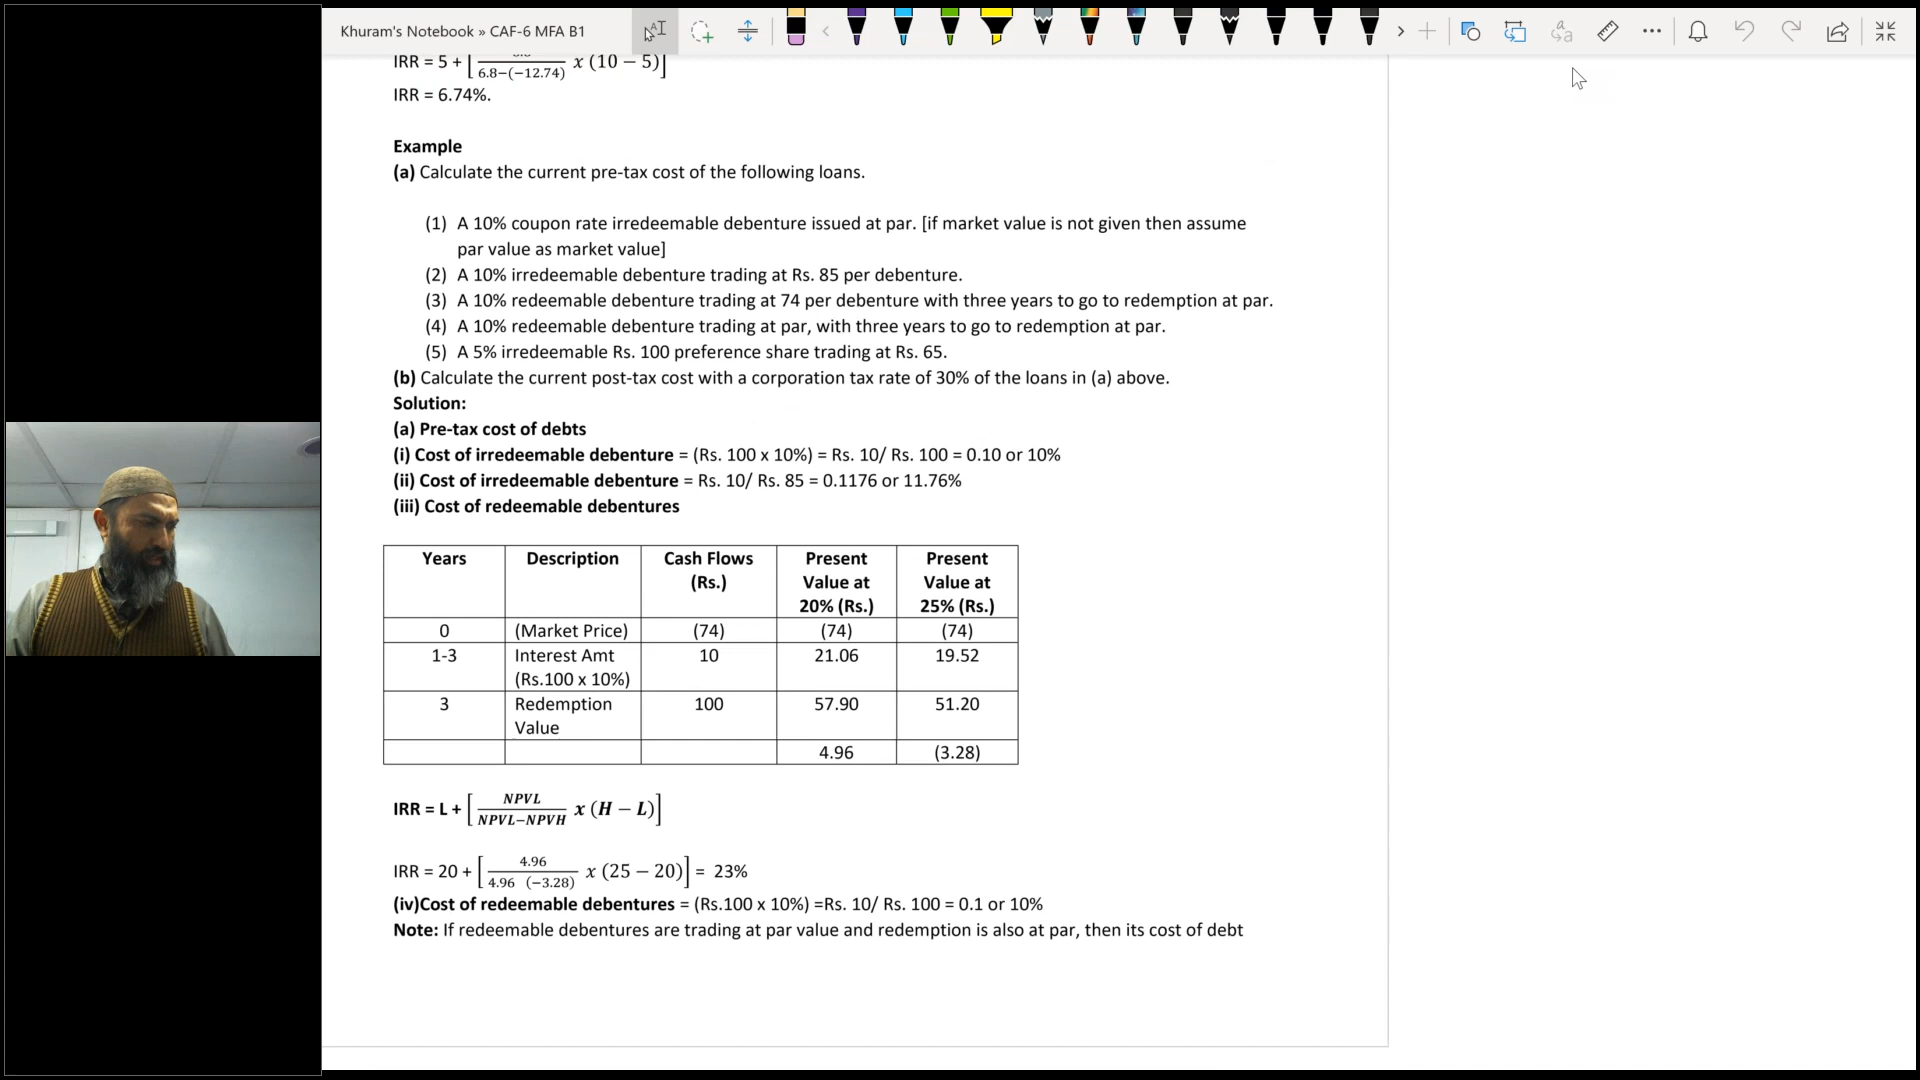 Khuram's Notebook » CAF-6 MFA B1
IRR = 5 + [ / 6.8−(−12.74) x (10 − 5)]
IRR = 6.74%.
Example
(a) Calculate the current pre-tax cost of the following loans.
(1) A 10% coupon rate irredeemable debenture issued at par. [if market value is not given then assume
par value as market value]
(2) A 10% irredeemable debenture trading at Rs. 85 per debenture.
(3) A 10% redeemable debenture trading at 74 per debenture with three years to go to redemption at par.
(4) A 10% redeemable debenture trading at par, with three years to go to redemption at par.
(5) A 5% irredeemable Rs. 100 preference share trading at Rs. 65.
(b) Calculate the current post-tax cost with a corporation tax rate of 30% of the loans in (a) above.
Solution:
(a) Pre-tax cost of debts
(i) Cost of irredeemable debenture = (Rs. 100 x 10%) = Rs. 10/ Rs. 100 = 0.10 or 10%
(ii) Cost of irredeemable debenture = Rs. 10/ Rs. 85 = 0.1176 or 11.76%
(iii) Cost of redeemable debentures
Years Description Cash Flows (Rs.) Present Value at 20% (Rs.) Present Value at 25% (Rs.)
0 (Market Price) (74) (74) (74)
1-3 Interest Amt (Rs.100 x 10%) 10 21.06 19.52
3 Redemption Value 100 57.90 51.20
4.96 (3.28)
IRR = L + [NPVL / NPVL−NPVH x (H − L)]
IRR = 20 + [4.96 / 4.96 (−3.28) x (25 − 20)] = 23%
(iv)Cost of redeemable debentures = (Rs.100 x 10%) =Rs. 10/ Rs. 100 = 0.1 or 10%
Note: If redeemable debentures are trading at par value and redemption is also at par, then its cost of debt